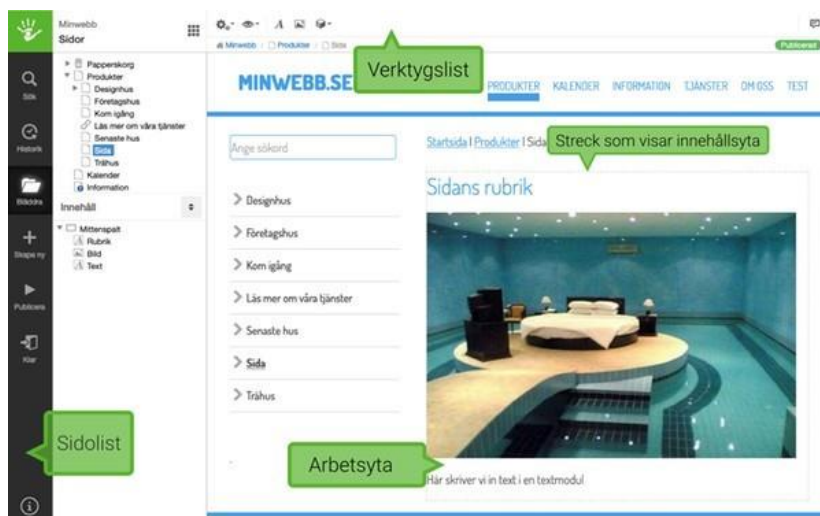 Minwebb
Sidor
Papperskorg
Produkter
Designhus
Företagshus
Kom igång
Läs mer om våra tjänster
Senaste hus
Sida
Trähus
Kalender
Information
Innehåll
Mittenspalt
Rubrik
Bild
Text
Sök
Historik
Bläddra
Skapa ny
Publicera
Klar
Sidolist
A
Minwebb / Produkter / Sida
Publicerad
Verktygslist
MINWEBB.SE
PRODUKTER KALENDER INFORMATION TJÄNSTER OM OSS TEST
Ange sökord
Designhus
Företagshus
Kom igång
Läs mer om våra tjänster
Senaste hus
Sida
Trähus
Startsida | Produkter | Sida
Streck som visar innehållsyta
Sidans rubrik
Arbetsyta
Här skriver vi in text i en textmodul